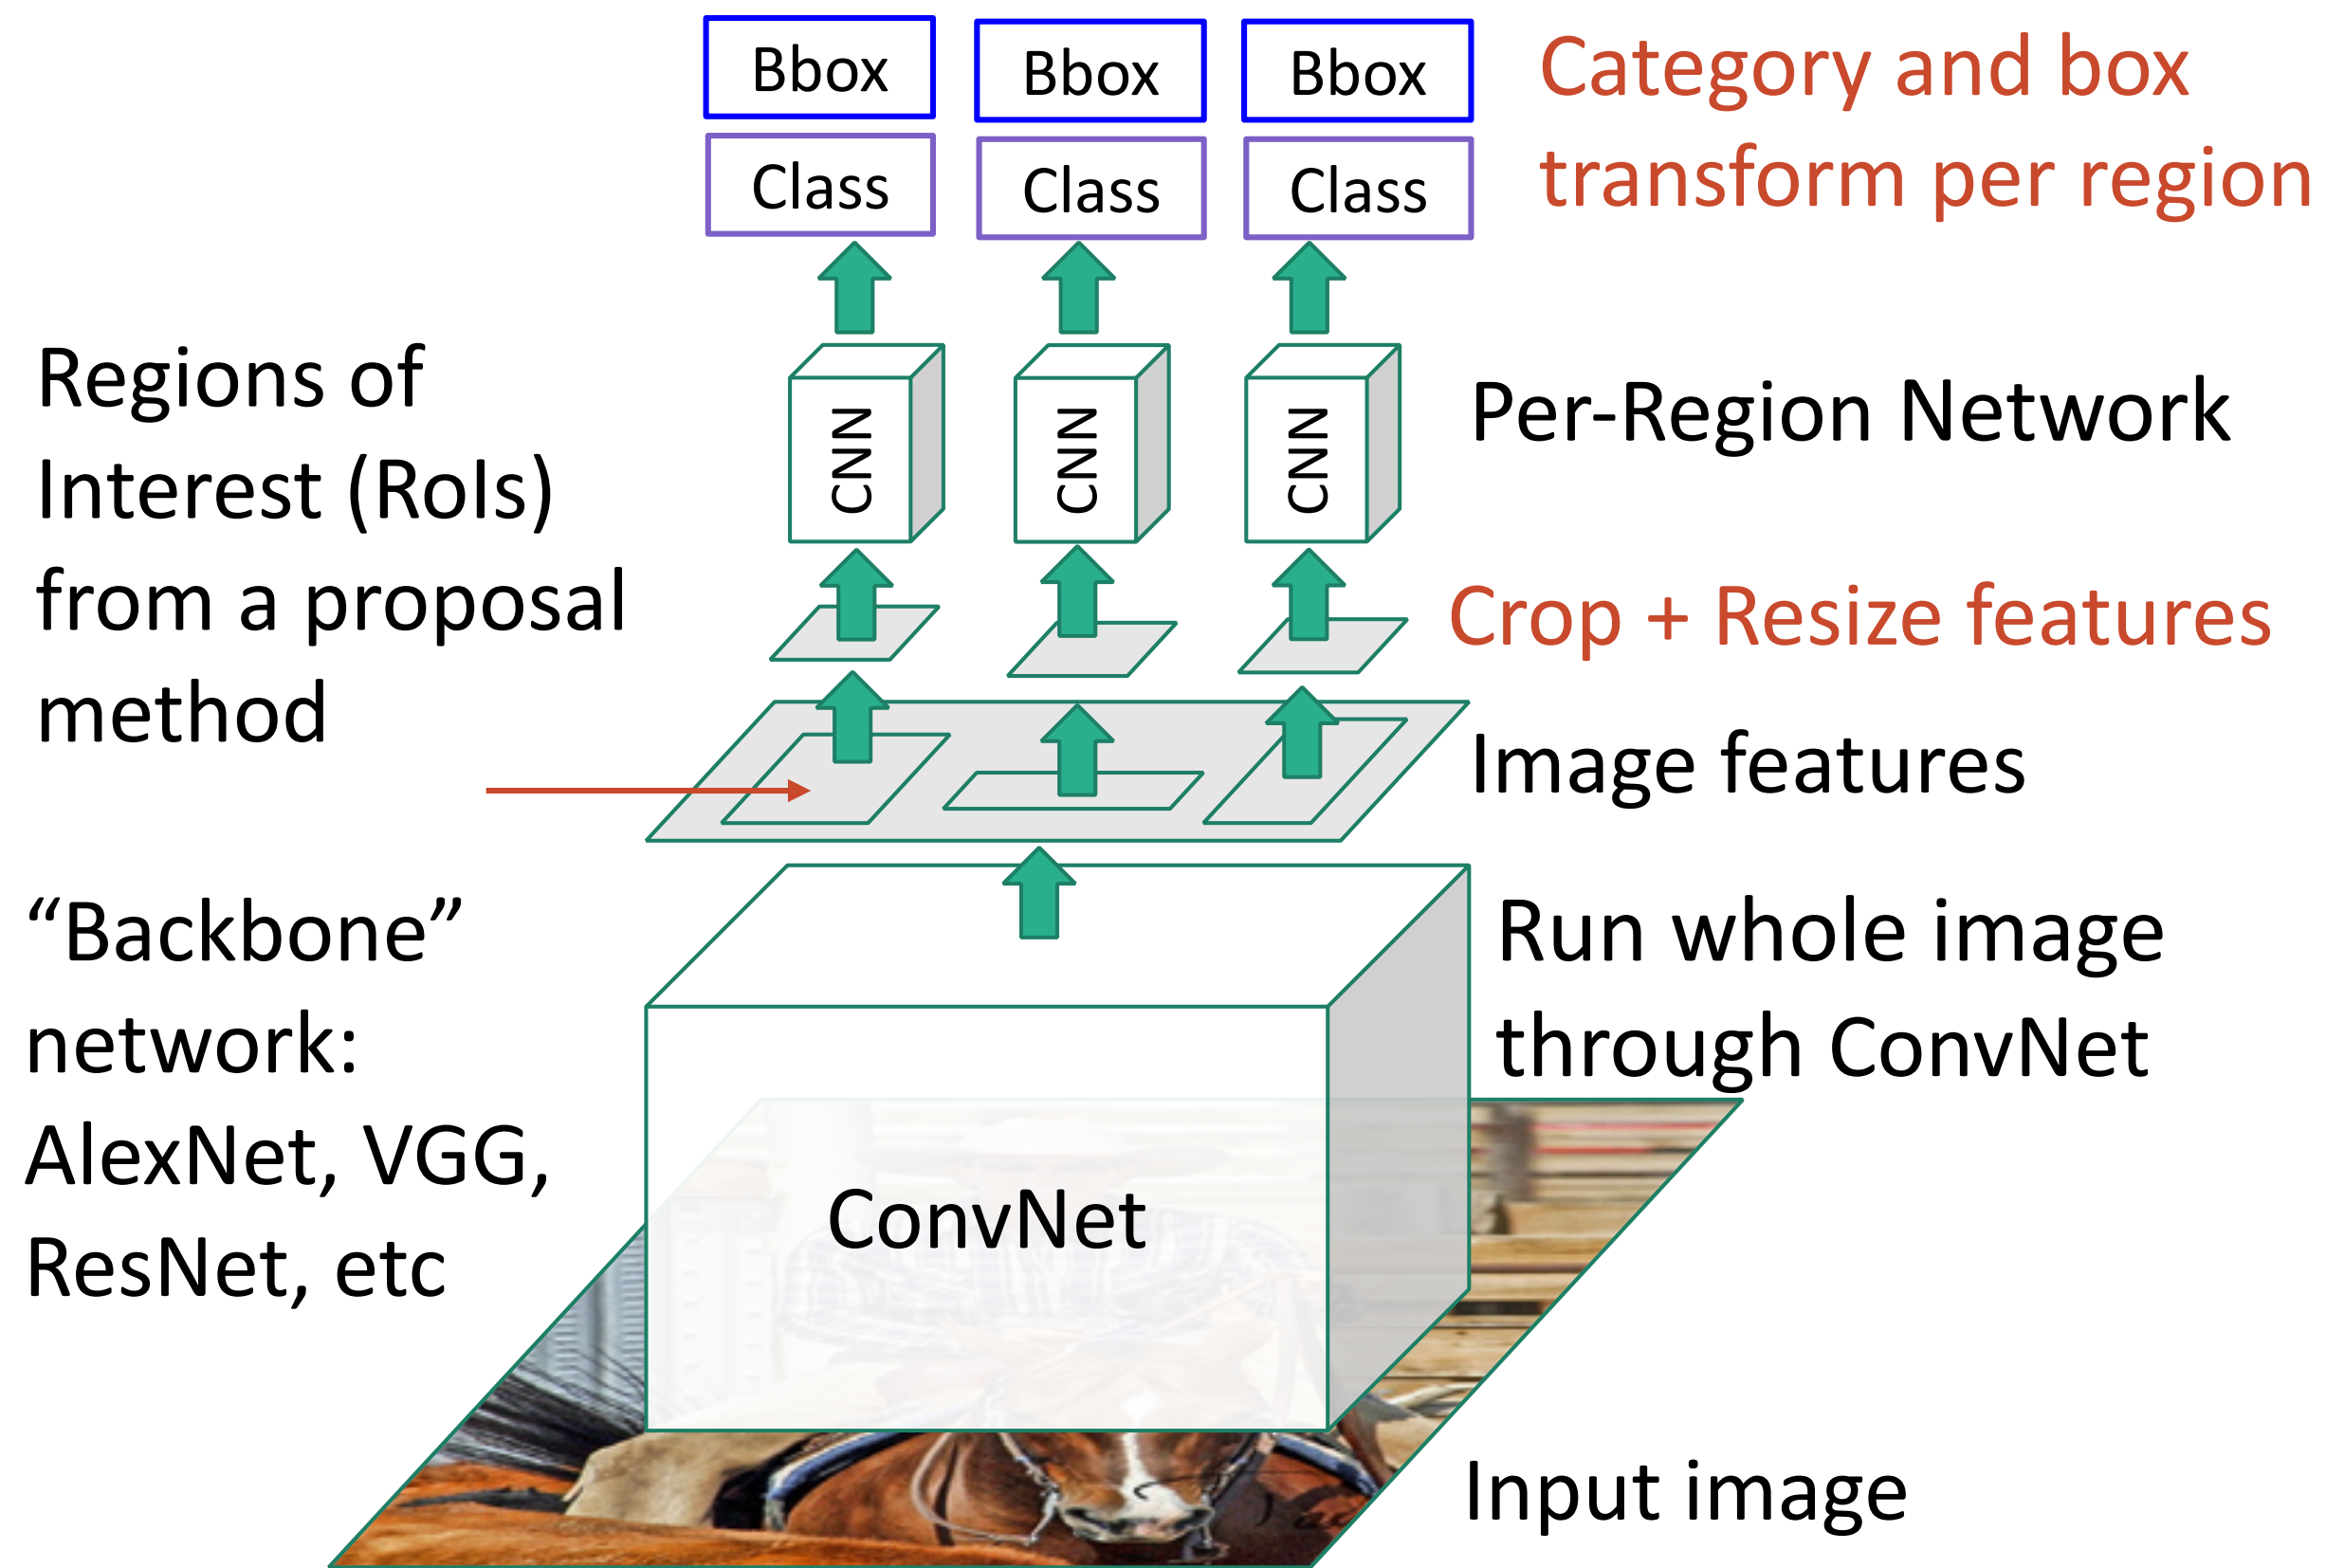 Bbox
Bbox
Bbox
Class
Class
Class
Category and box
transform per region
Regions of
Interest (RoIs)
from a proposal
method
CNN
CNN
CNN
Per-Region Network
Crop + Resize features
Image features
“Backbone”
network:
AlexNet, VGG,
ResNet, etc
Run whole image
through ConvNet
ConvNet
Input image